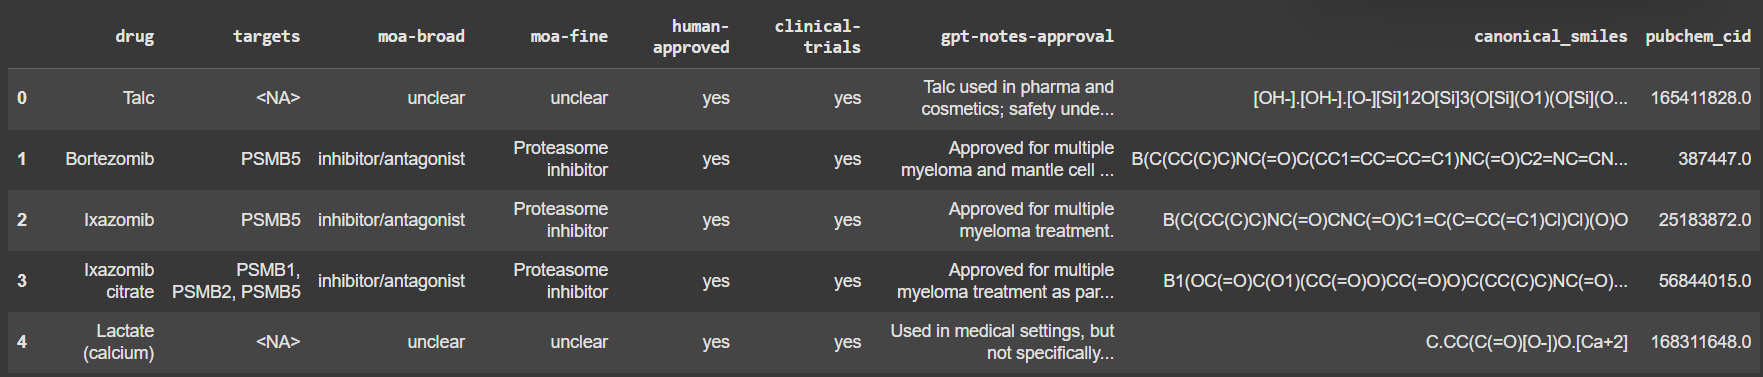 drug targets moa-broad moa-fine human-approved clinical-trials gpt-notes-approval canonical_smiles pubchem_cid
0 Talc <NA> unclear unclear yes yes Talc used in pharma and cosmetics; safety unde... [OH-].[OH-].[O-][Si]12O[Si]3(O[Si](O1)(O[Si](O... 165411828.0
1 Bortezomib PSMB5 inhibitor/antagonist Proteasome inhibitor yes yes Approved for multiple myeloma and mantle cell ... B(C(CC(C)C)NC(=O)C(CC1=CC=CC=C1)NC(=O)C2=NC=CN... 387447.0
2 Ixazomib PSMB5 inhibitor/antagonist Proteasome inhibitor yes yes Approved for multiple myeloma treatment. B(C(CC(C)C)NC(=O)CNC(=O)C1=C(C=CC(=C1)Cl)Cl)(O)O 25183872.0
3 Ixazomib citrate PSMB1, PSMB2, PSMB5 inhibitor/antagonist Proteasome inhibitor yes yes Approved for multiple myeloma treatment as par... B1(OC(=O)C(O1)(CC(=O)O)CC(=O)O)C(CC(C)C)NC(=O)... 56844015.0
4 Lactate (calcium) <NA> unclear unclear yes yes Used in medical settings, but not specifically... C.CC(C(=O)[O-])O.[Ca+2] 168311648.0